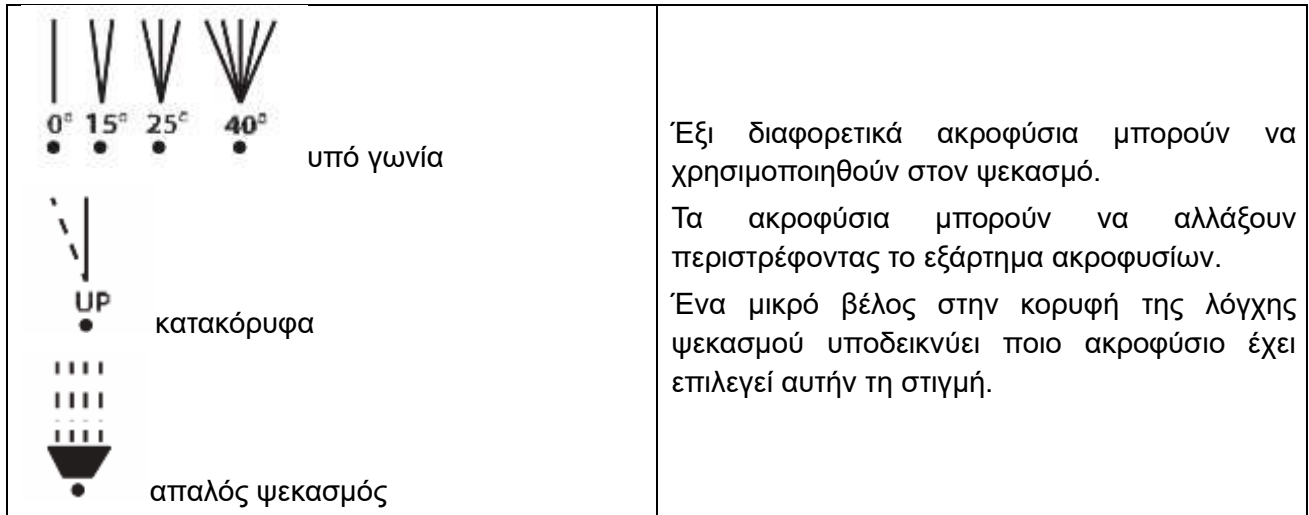 0° 15° 25° 40°
υπό γωνία
UP
κατακόρυφα
απαλός ψεκασμός
Έξι διαφορετικά ακροφύσια μπορούν να
χρησιμοποιηθούν στον ψεκασμό.
Τα ακροφύσια μπορούν να αλλάξουν
περιστρέφοντας το εξάρτημα ακροφυσίων.
Ένα μικρό βέλος στην κορυφή της λόγχης
ψεκασμού υποδεικνύει ποιο ακροφύσιο έχει
επιλεγεί αυτήν τη στιγμή.